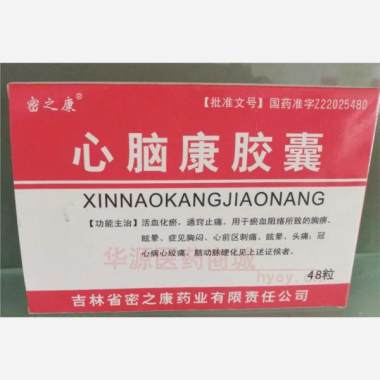 密之康®
【批准文号】国药准字Z22025480
心脑康胶囊
XINNAOKANGJIAONANG
【功能主治】活血化瘀，通窍止痛，用于瘀血阻络所致的胸痹、
眩晕，症见胸闷、心前区刺痛、眩晕、头痛；冠
心病心绞痛、脑动脉硬化见上述证候者。
华源医药商城
48粒
吉林省密之康药业有限责任公司